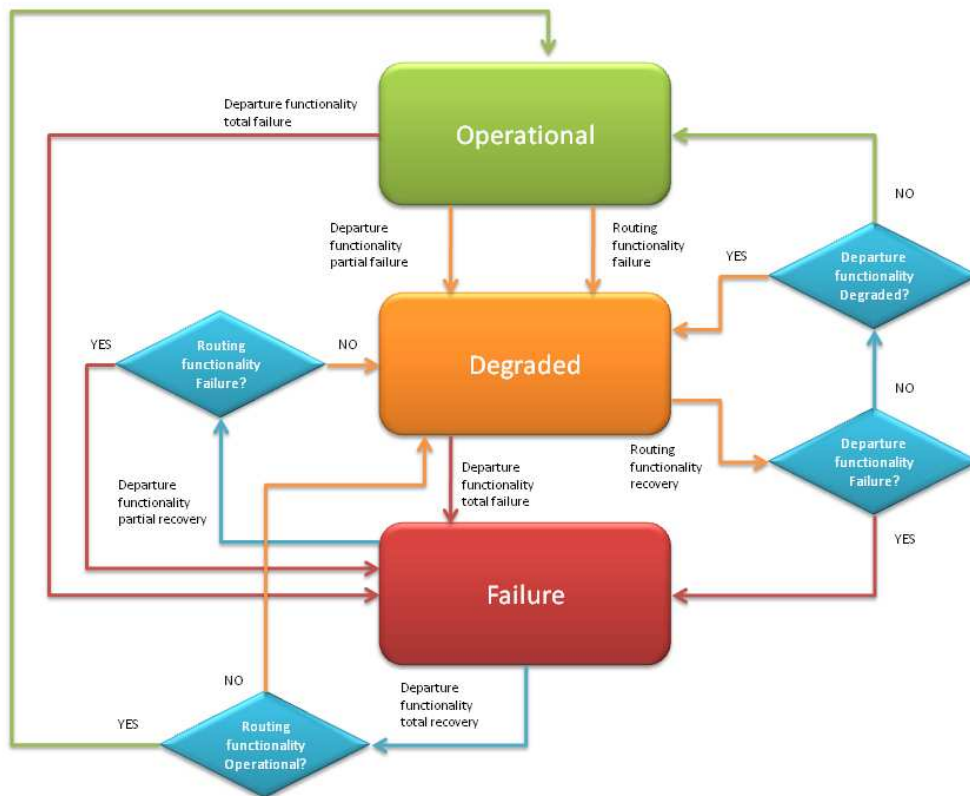 Departure functionality
total failure
Operational
Departure
functionality
partial failure
Routing
functionality
failure
NO
YES
Departure
functionality
Degraded?
YES
Routing
functionality
Failure?
NO
Degraded
NO
Departure
functionality
Failure?
Routing
functionality
recovery
Departure
functionality
total failure
Departure
functionality
partial recovery
YES
Failure
NO
Departure
functionality
total recovery
YES
Routing
functionality
Operational?